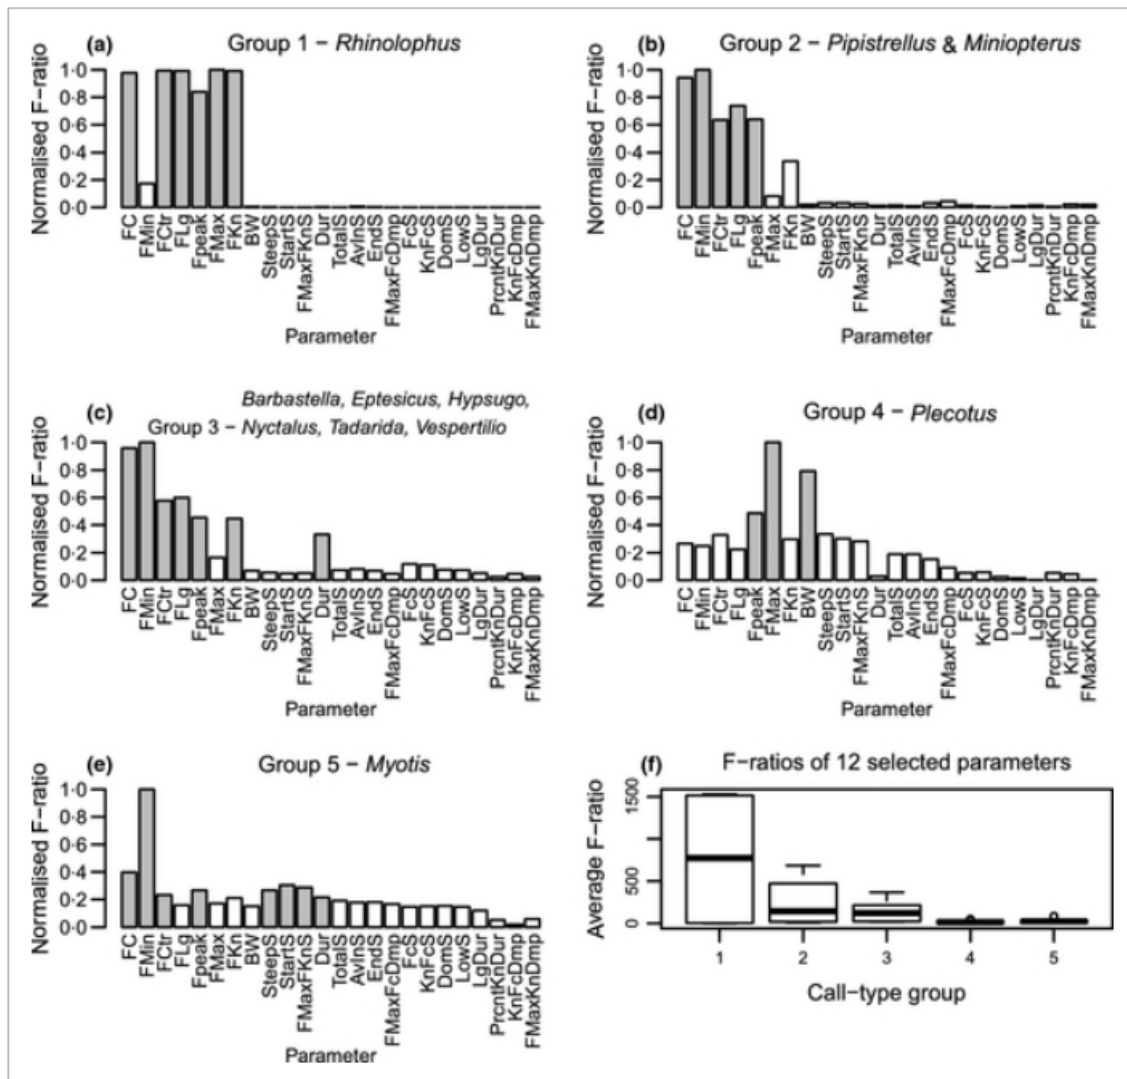 (a) Group 1 − Rhinolophus
Normalised F−ratio
1·0
0·8
0·6
0·4
0·2
0·0
FC FMin FCtr FLg Fpeak FMax FKn BW SteepS StartS FMaxFKnS Dur TotalS AvlnS EndS FMaxFcDmp FcS KnFcS DomS LowS LgDur PrcntKnDur KnFcDmp FMaxKnDmp
Parameter
(b) Group 2 − Pipistrellus & Miniopterus
Normalised F−ratio
1·0
0·8
0·6
0·4
0·2
0·0
FC FMin FCtr FLg Fpeak FMax FKn BW SteepS StartS FMaxFKnS Dur TotalS AvlnS EndS FMaxFcDmp FcS KnFcS DomS LowS LgDur PrcntKnDur KnFcDmp FMaxKnDmp
Parameter
(c) Barbastella, Eptesicus, Hypsugo,
Group 3 − Nyctalus, Tadarida, Vespertilio
Normalised F−ratio
1·0
0·8
0·6
0·4
0·2
0·0
FC FMin FCtr FLg Fpeak FMax FKn BW SteepS StartS FMaxFKnS Dur TotalS AvlnS EndS FMaxFcDmp FcS KnFcS DomS LowS LgDur PrcntKnDur KnFcDmp FMaxKnDmp
Parameter
(d) Group 4 − Plecotus
Normalised F−ratio
1·0
0·8
0·6
0·4
0·2
0·0
FC FMin FCtr FLg Fpeak FMax FKn BW SteepS StartS FMaxFKnS Dur TotalS AvlnS EndS FMaxFcDmp FcS KnFcS DomS LowS LgDur PrcntKnDur KnFcDmp FMaxKnDmp
Parameter
(e) Group 5 − Myotis
Normalised F−ratio
1·0
0·8
0·6
0·4
0·2
0·0
FC FMin FCtr FLg Fpeak FMax FKn BW SteepS StartS FMaxFKnS Dur TotalS AvlnS EndS FMaxFcDmp FcS KnFcS DomS LowS LgDur PrcntKnDur KnFcDmp FMaxKnDmp
Parameter
(f) F−ratios of 12 selected parameters
Average F−ratio
1500
500
0
1 2 3 4 5
Call−type group